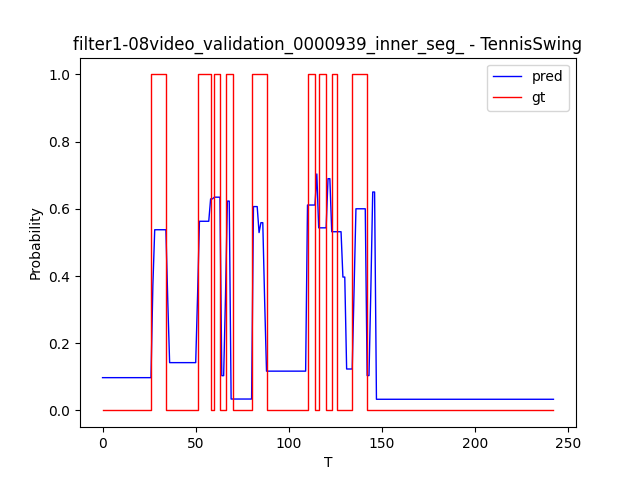 filter1-08video_validation_0000939_inner_seg_ - TennisSwing
pred
gt
1.0
0.8
0.6
0.4
0.2
0.0
Probability
0
50
100
150
200
250
T